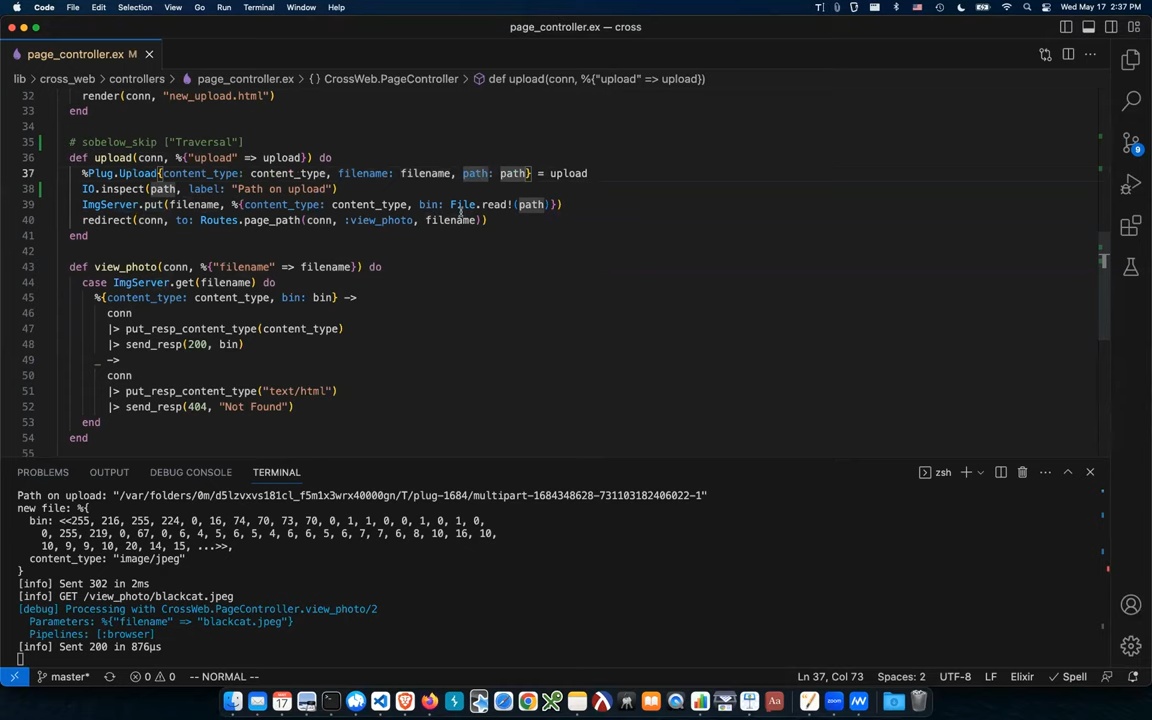 Code File Edit Selection View Go Run Terminal Window Help Wed May 17 2:37 PM
page_controller.ex — cross
page_controller.ex M
lib cross_web controllers page_controller.ex {} CrossWeb.PageController def upload(conn, %{"upload" => upload})
32 render(conn, "new_upload.html")
33 end
34
35 # sobelow_skip ["Traversal"]
36 def upload(conn, %{"upload" => upload}) do
37 %Plug.Upload{content_type: content_type, filename: filename, path: path} = upload
38 IO.inspect(path, label: "Path on upload")
39 ImgServer.put(filename, %{content_type: content_type, bin: File.read!(path)})
40 redirect(conn, to: Routes.page_path(conn, :view_photo, filename))
41 end
42
43 def view_photo(conn, %{"filename" => filename}) do
44 case ImgServer.get(filename) do
45 %{content_type: content_type, bin: bin} ->
46 conn
47 |> put_resp_content_type(content_type)
48 |> send_resp(200, bin)
49 _ ->
50 conn
51 |> put_resp_content_type("text/html")
52 |> send_resp(404, "Not Found")
53 end
54 end
55
9
PROBLEMS OUTPUT DEBUG CONSOLE TERMINAL zsh
Path on upload: "/var/folders/0m/d5lzvxvs181cl_f5m1x3wrx40000gn/T/plug-1684/multipart-1684348628-731103182406022-1"
new file: %{
bin: <<255, 216, 255, 224, 0, 16, 74, 70, 73, 70, 0, 1, 1, 0, 0, 1, 0, 1, 0,
0, 255, 219, 0, 67, 0, 6, 4, 5, 6, 5, 4, 6, 6, 5, 6, 7, 7, 6, 8, 10, 16, 10,
10, 9, 9, 10, 20, 14, 15, ...>>,
content_type: "image/jpeg"
}
[info] Sent 302 in 2ms
[info] GET /view_photo/blackcat.jpeg
[debug] Processing with CrossWeb.PageController.view_photo/2
Parameters: %{"filename" => "blackcat.jpeg"}
Pipelines: [:browser]
[info] Sent 200 in 876µs
master* 0 0 -- NORMAL -- Ln 37, Col 73 Spaces: 2 UTF-8 LF Elixir Spell